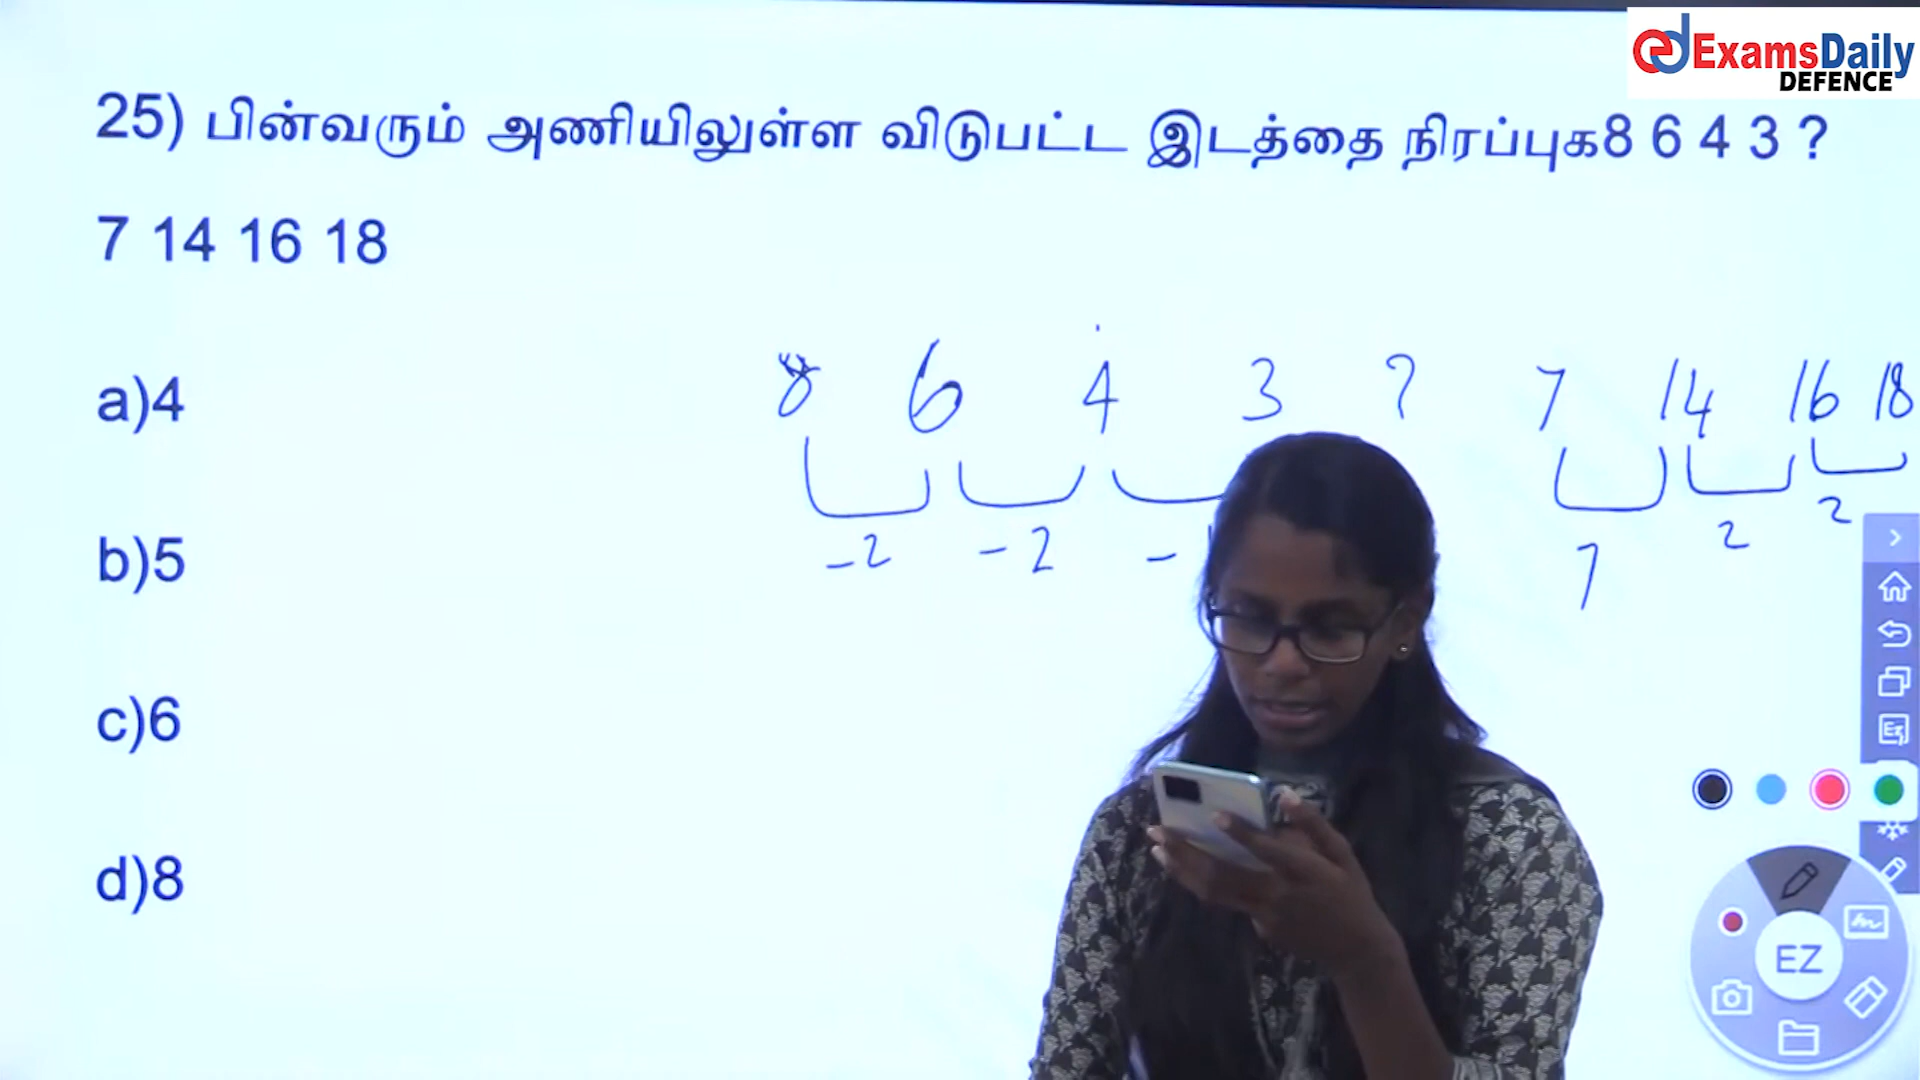 ExamsDaily
DEFENCE
25) பின்வரும் அணியிலுள்ள விடுபட்ட இடத்தை நிரப்புக8 6 4 3 ?
7 14 16 18
a)4
b)5
c)6
d)8
8 6 4 3 ? 7 14 16 18
-2 -2 - 7 2 2
EZ